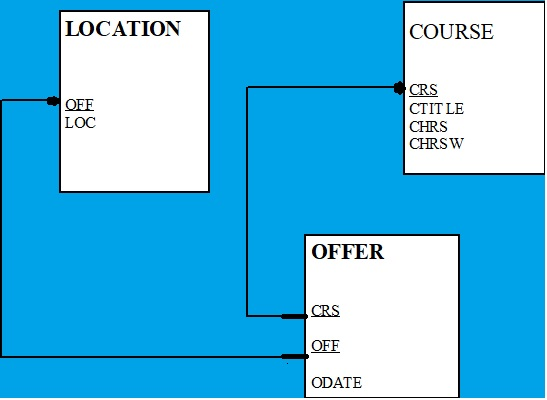 LOCATION
OFF
LOC
COURSE
CRS
CTITLE
CHRS
CHRSW
OFFER
CRS
OFF
ODATE